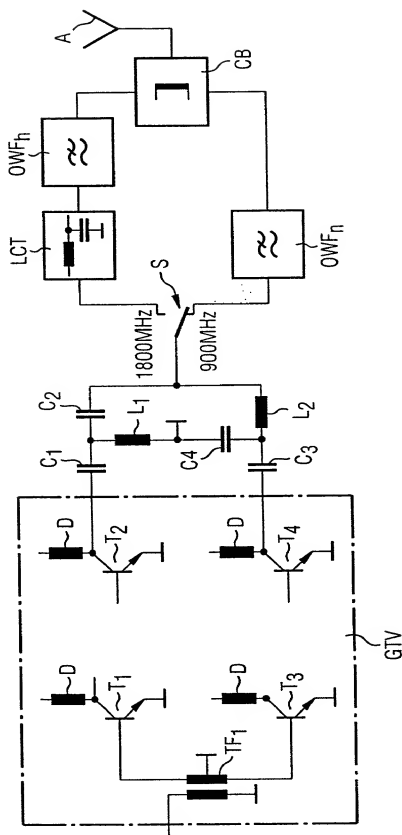 A
CB
OWFh
LCT
OWFn
S
1800MHz
900MHz
C2
L1
C1
C4
L2
C3
D
T2
D
T4
D
T1
D
T3
TF1
GTV